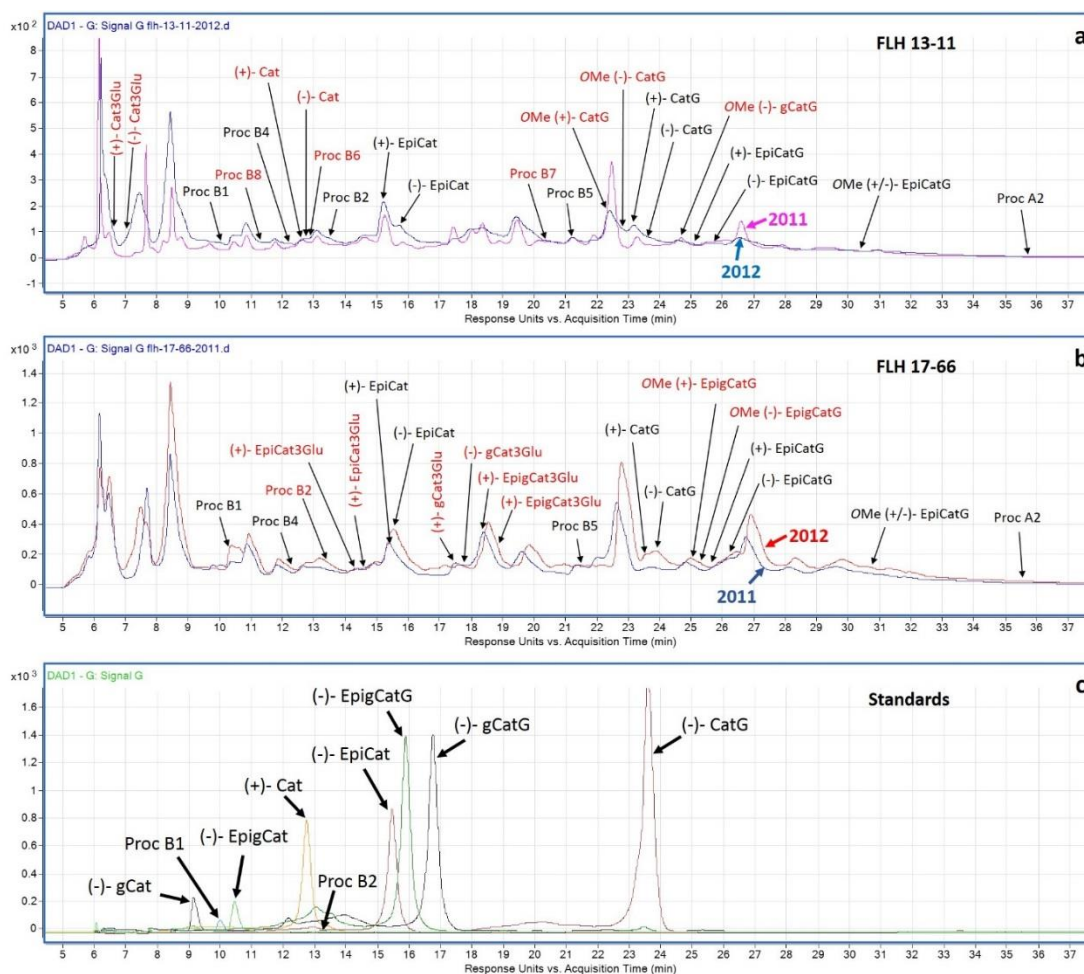 DAD1 - G: Signal G flh-13-11-2012.d
a
x10²
FLH 13-11
8
6
4
2
0
-1
(+)- Cat3Glu
(-)- Cat3Glu
Proc B1
Proc B8
Proc B4
(+)- Cat
(-)- Cat
Proc B6
Proc B2
(+)- EpiCat
(-)- EpiCat
Proc B7
Proc B5
OMe (+)- CatG
OMe (-)- CatG
(+)- CatG
(-)- CatG
OMe (-)- gCatG
(+)- EpiCatG
(-)- EpiCatG
OMe (+/-)- EpiCatG
Proc A2
2011
2012
5 6 7 8 9 10 11 12 13 14 15 16 17 18 19 20 21 22 23 24 25 26 27 28 29 30 31 32 33 34 35 36 37
Response Units vs. Acquisition Time (min)
DAD1 - G: Signal G flh-17-66-2011.d
b
x10³
FLH 17-66
1.4
1.2
1
0.8
0.6
0.4
0.2
0
Proc B1
(+)- EpiCat3Glu
Proc B4
Proc B2
(+)- EpiCat3Glu
(+)- EpiCat
(-)- EpiCat
(+)- gCat3Glu
(-)- gCat3Glu
(+)- EpigCat3Glu
(+)- EpigCat3Glu
Proc B5
(+)- CatG
(-)- CatG
OMe (+)- EpigCatG
OMe (-)- EpigCatG
(+)- EpiCatG
(-)- EpiCatG
OMe (+/-)- EpiCatG
Proc A2
2012
2011
5 6 7 8 9 10 11 12 13 14 15 16 17 18 19 20 21 22 23 24 25 26 27 28 29 30 31 32 33 34 35 36 37
Response Units vs. Acquisition Time (min)
DAD1 - G: Signal G
c
x10³
Standards
1.4
1.2
1
0.8
0.6
0.4
0.2
0
(-)- gCat
Proc B1
(-)- EpigCat
(+)- Cat
Proc B2
(-)- EpiCat
(-)- EpigCatG
(-)- gCatG
(-)- CatG
5 6 7 8 9 10 11 12 13 14 15 16 17 18 19 20 21 22 23 24 25 26 27 28 29 30 31 32 33 34 35 36 37
Response Units vs. Acquisition Time (min)